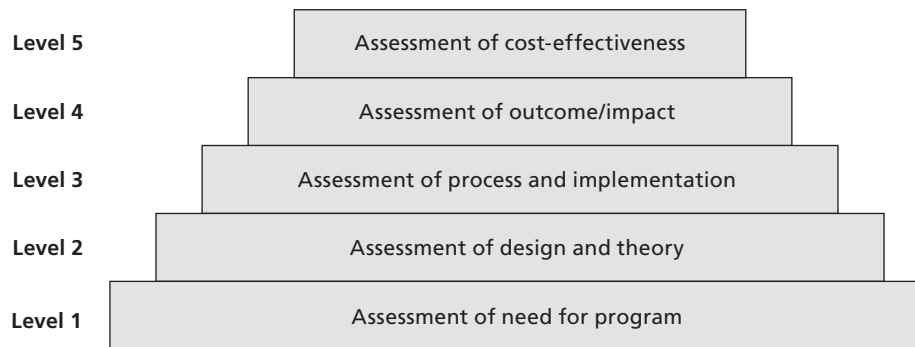 Level 5 Assessment of cost-effectiveness
Level 4 Assessment of outcome/impact
Level 3 Assessment of process and implementation
Level 2 Assessment of design and theory
Level 1 Assessment of need for program